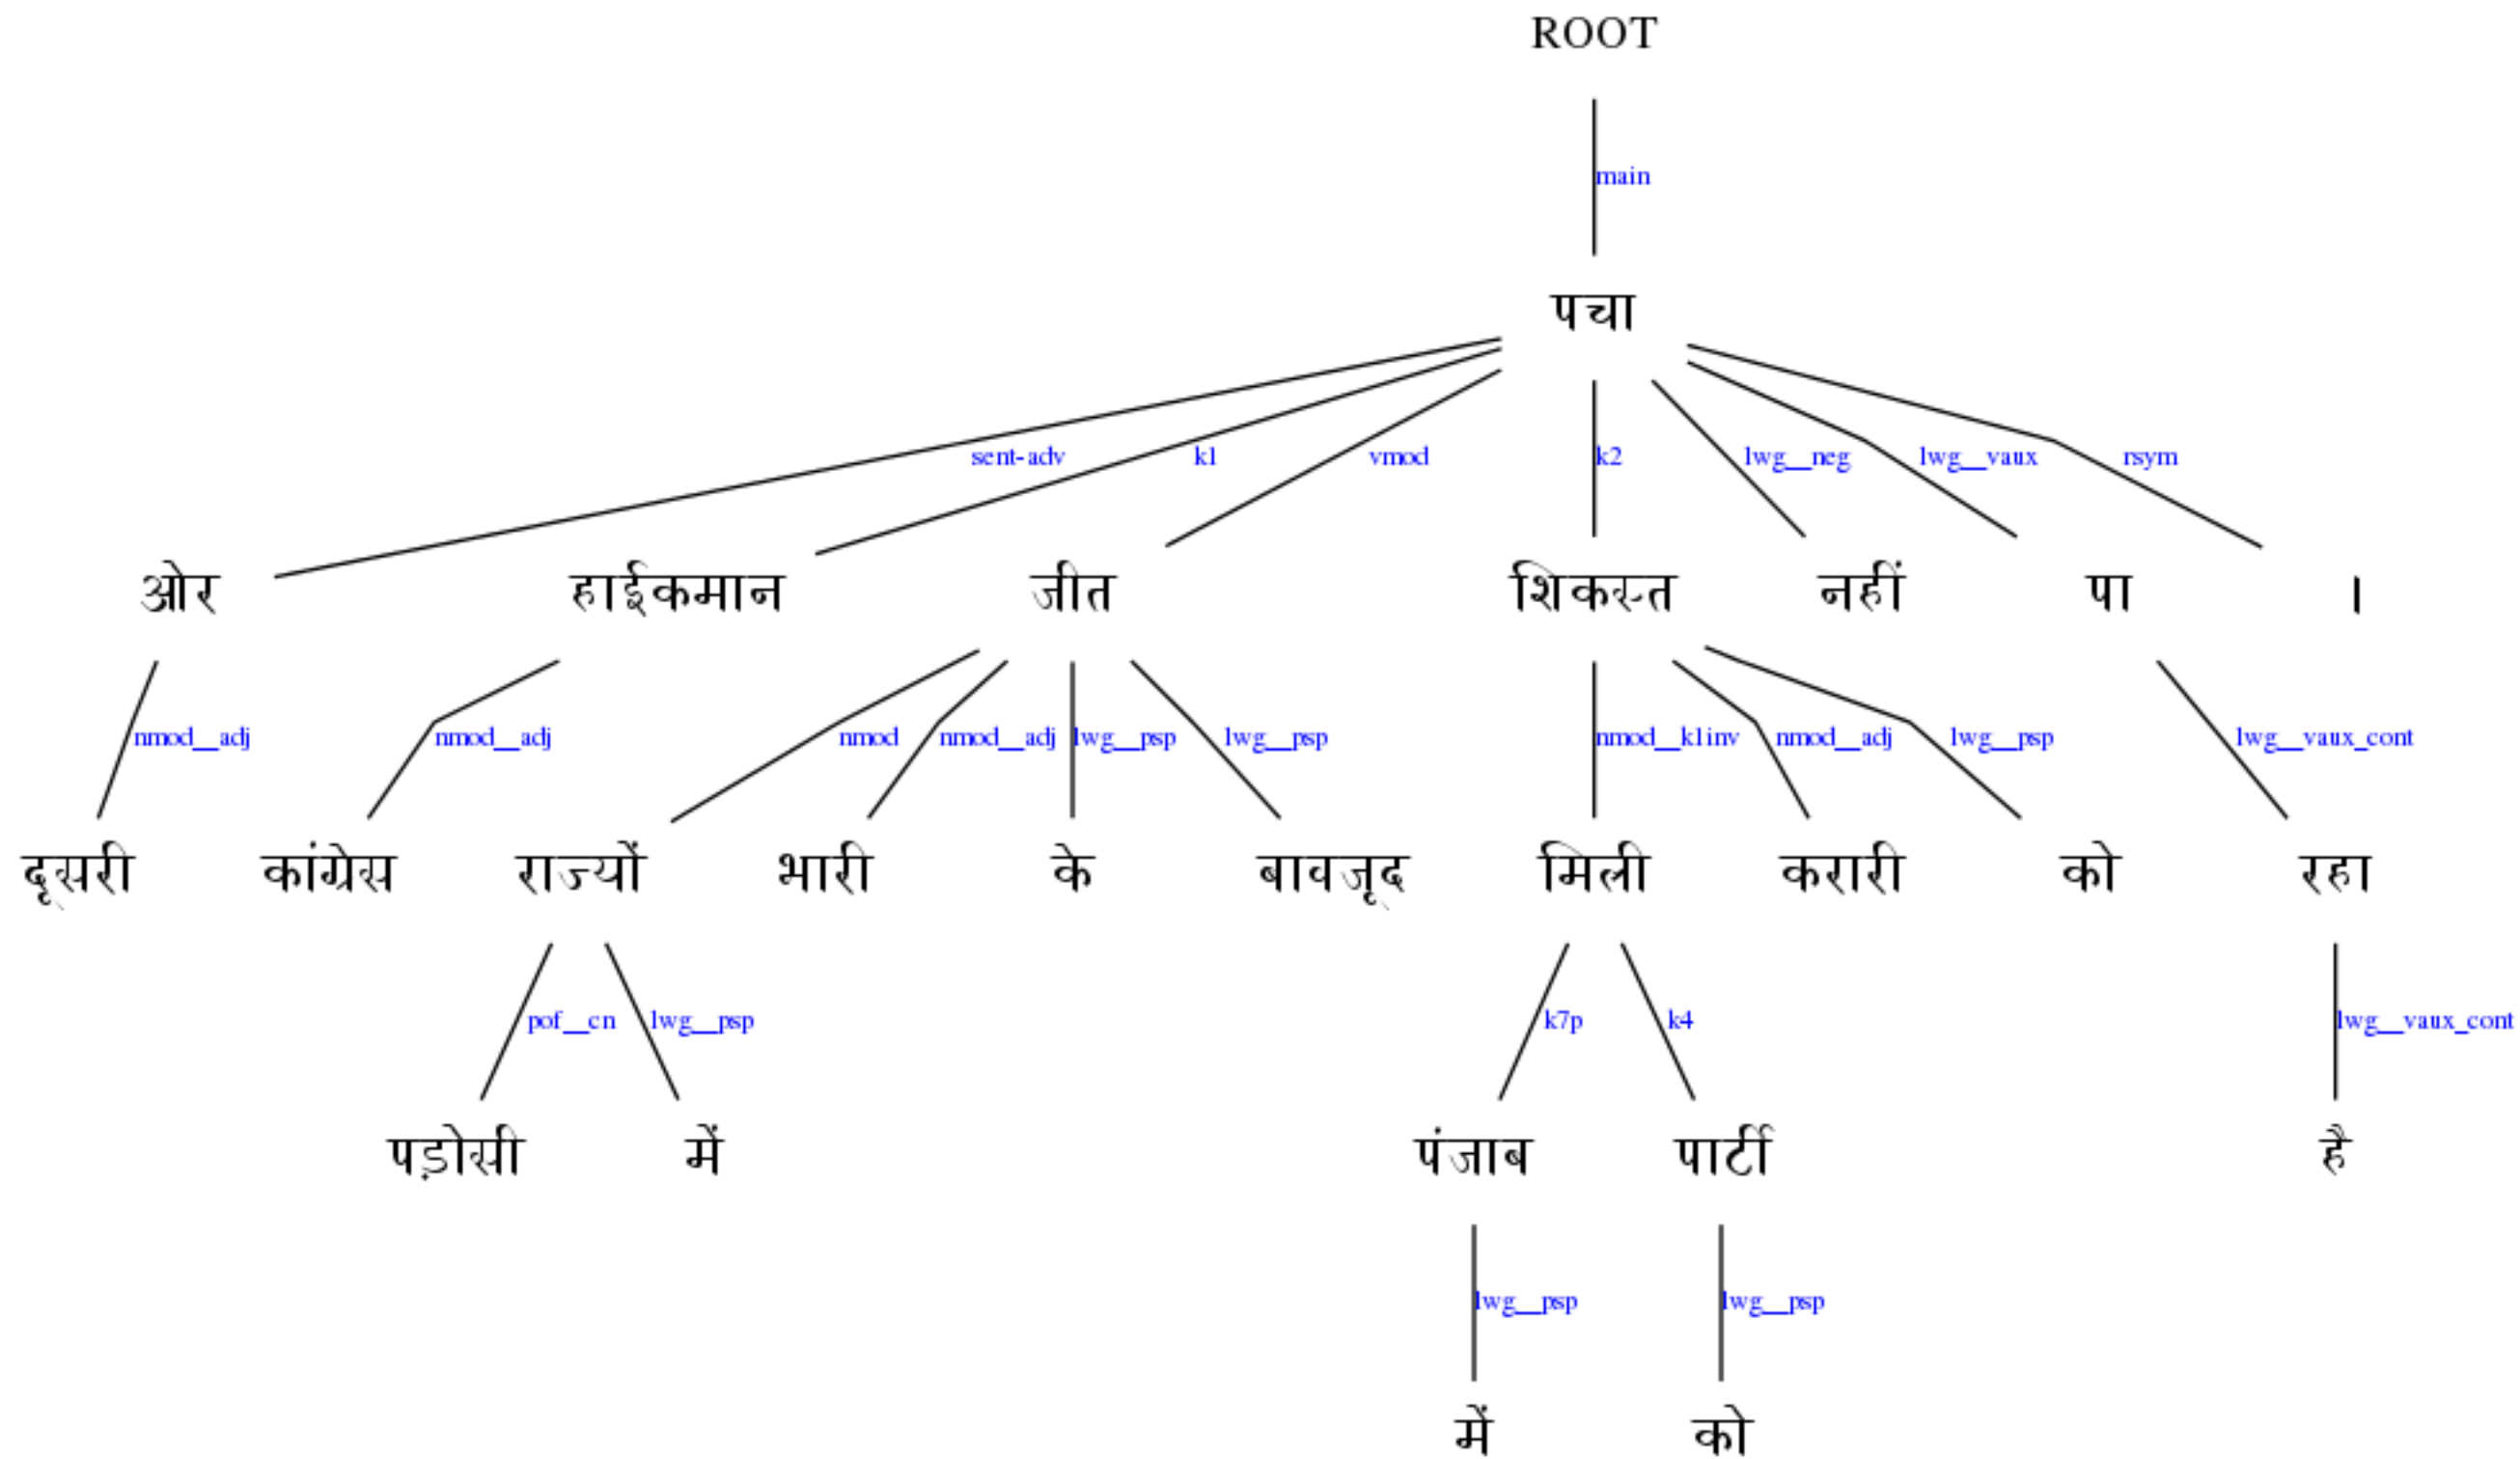 ROOT
main
पचा
sent-adv k1 vmod k2 lwg__neg lwg__vaux rsym
ओर हाईकमान जीत शिकस्त नहीं पा ।
nmod__adj nmod__adj nmod nmod__adj lwg__psp lwg__psp nmod__k1inv nmod__adj lwg__psp lwg__vaux_cont
दूसरी कांग्रेस राज्यों भारी के बावजूद मिली करारी को रहा
pof__cn lwg__psp k7p k4 lwg__vaux_cont
पड़ोसी में पंजाब पार्टी है
lwg__psp lwg__psp
में को